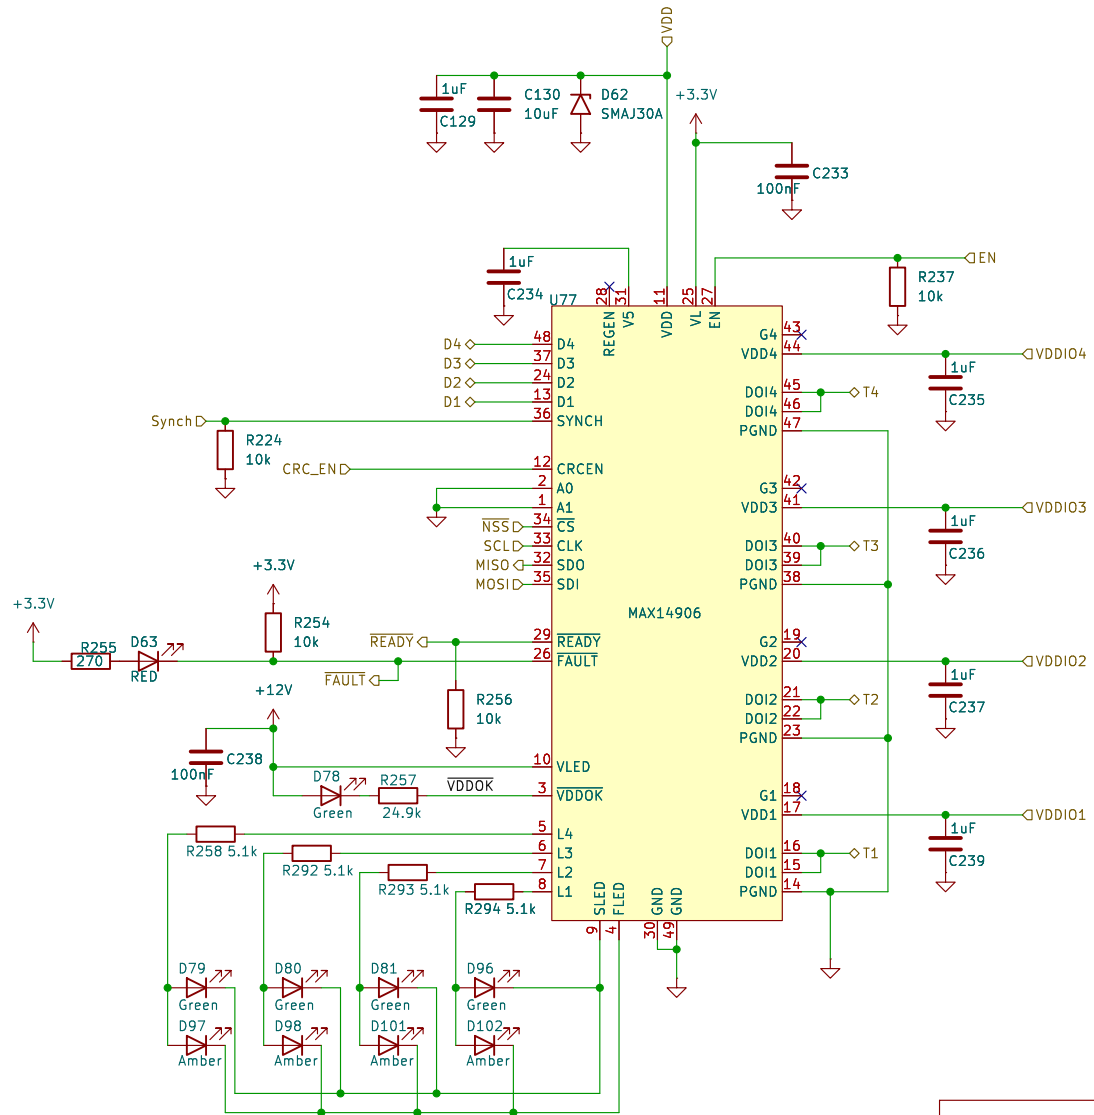 VDD
1uF
C129
C130
10uF
D62
SMAJ30A
+3.3V
C233
100nF
1uF
C234
EN
R237
10k
U77
28
31
11
25
27
REGEN
V5
VDD
VL
EN
D4 48 D4
D3 37 D3
D2 24 D2
D1 13 D1
Synch 36 SYNCH
R224
10k
CRC_EN 12 CRCEN
2 A0
1 A1
NSS 34 CS
SCL 33 CLK
MISO 32 SDO
MOSI 35 SDI
MAX14906
G4 43
VDD4 44 VDDIO4
1uF
C235
DOI4 45 T4
DOI4 46
PGND 47
G3 42
VDD3 41 VDDIO3
1uF
C236
DOI3 40 T3
DOI3 39
PGND 38
G2 19
VDD2 20 VDDIO2
1uF
C237
DOI2 21 T2
DOI2 22
PGND 23
G1 18
VDD1 17 VDDIO1
1uF
C239
DOI1 16 T1
DOI1 15
PGND 14
+3.3V
+3.3V
R254
10k
R255
270
D63
RED
READY 29 READY
26 FAULT
FAULT
R256
10k
+12V
C238
100nF
10 VLED
D78
Green
R257
24.9k
VDDOK 3 VDDOK
5 L4
R258 5.1k
6 L3
R292 5.1k
7 L2
R293 5.1k
8 L1
R294 5.1k
SLED
FLED
GND
GND
9
4
30
49
D79
Green
D80
Green
D81
Green
D96
Green
D97
Amber
D98
Amber
D101
Amber
D102
Amber